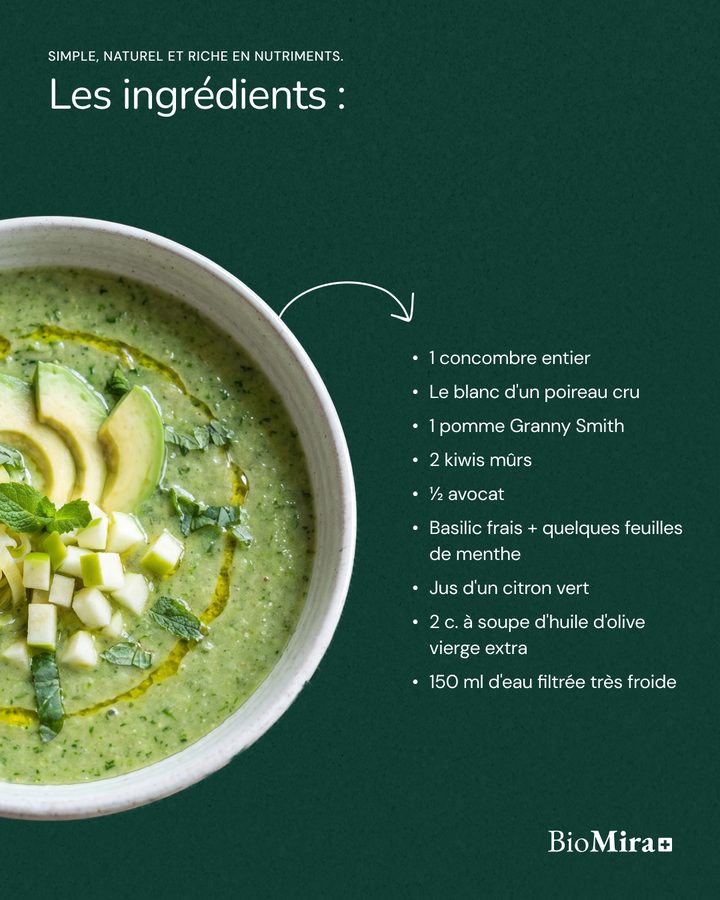 SIMPLE, NATUREL ET RICHE EN NUTRIMENTS.
Les ingrédients :
• 1 concombre entier
• Le blanc d'un poireau cru
• 1 pomme Granny Smith
• 2 kiwis mûrs
• ½ avocat
• Basilic frais + quelques feuilles
de menthe
• Jus d'un citron vert
• 2 c. à soupe d'huile d'olive
vierge extra
• 150 ml d'eau filtrée très froide
BioMira